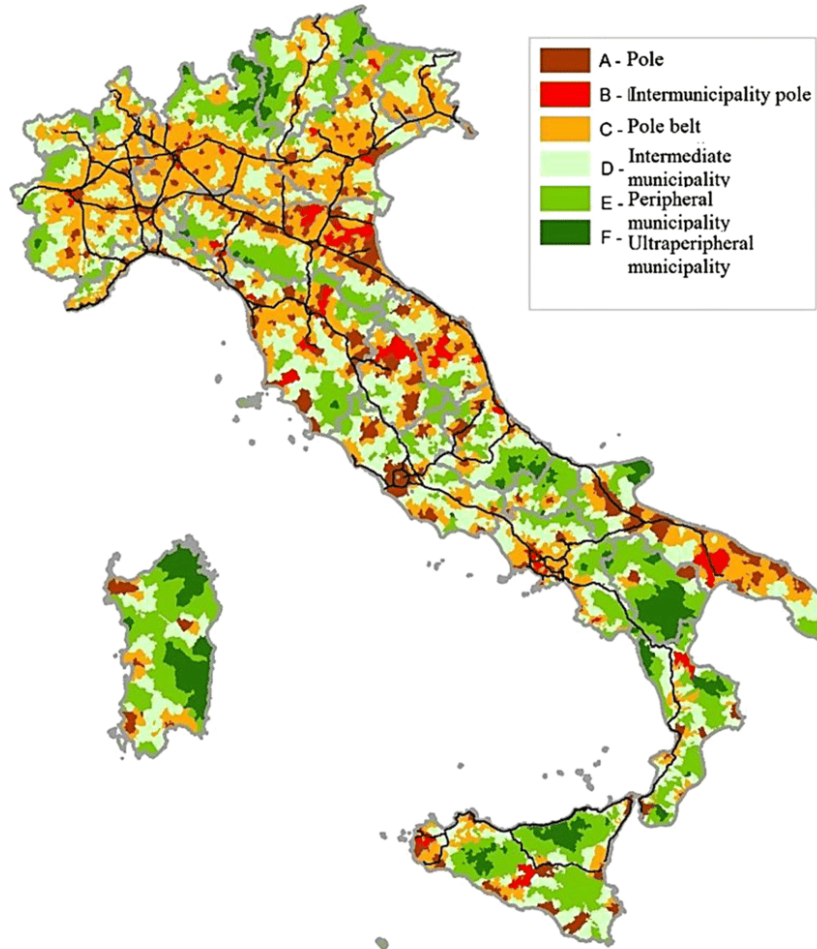 A - Pole
B - Intermunicipality pole
C - Pole belt
D - Intermediate
municipality
E - Peripheral
municipality
F - Ultraperipheral
municipality